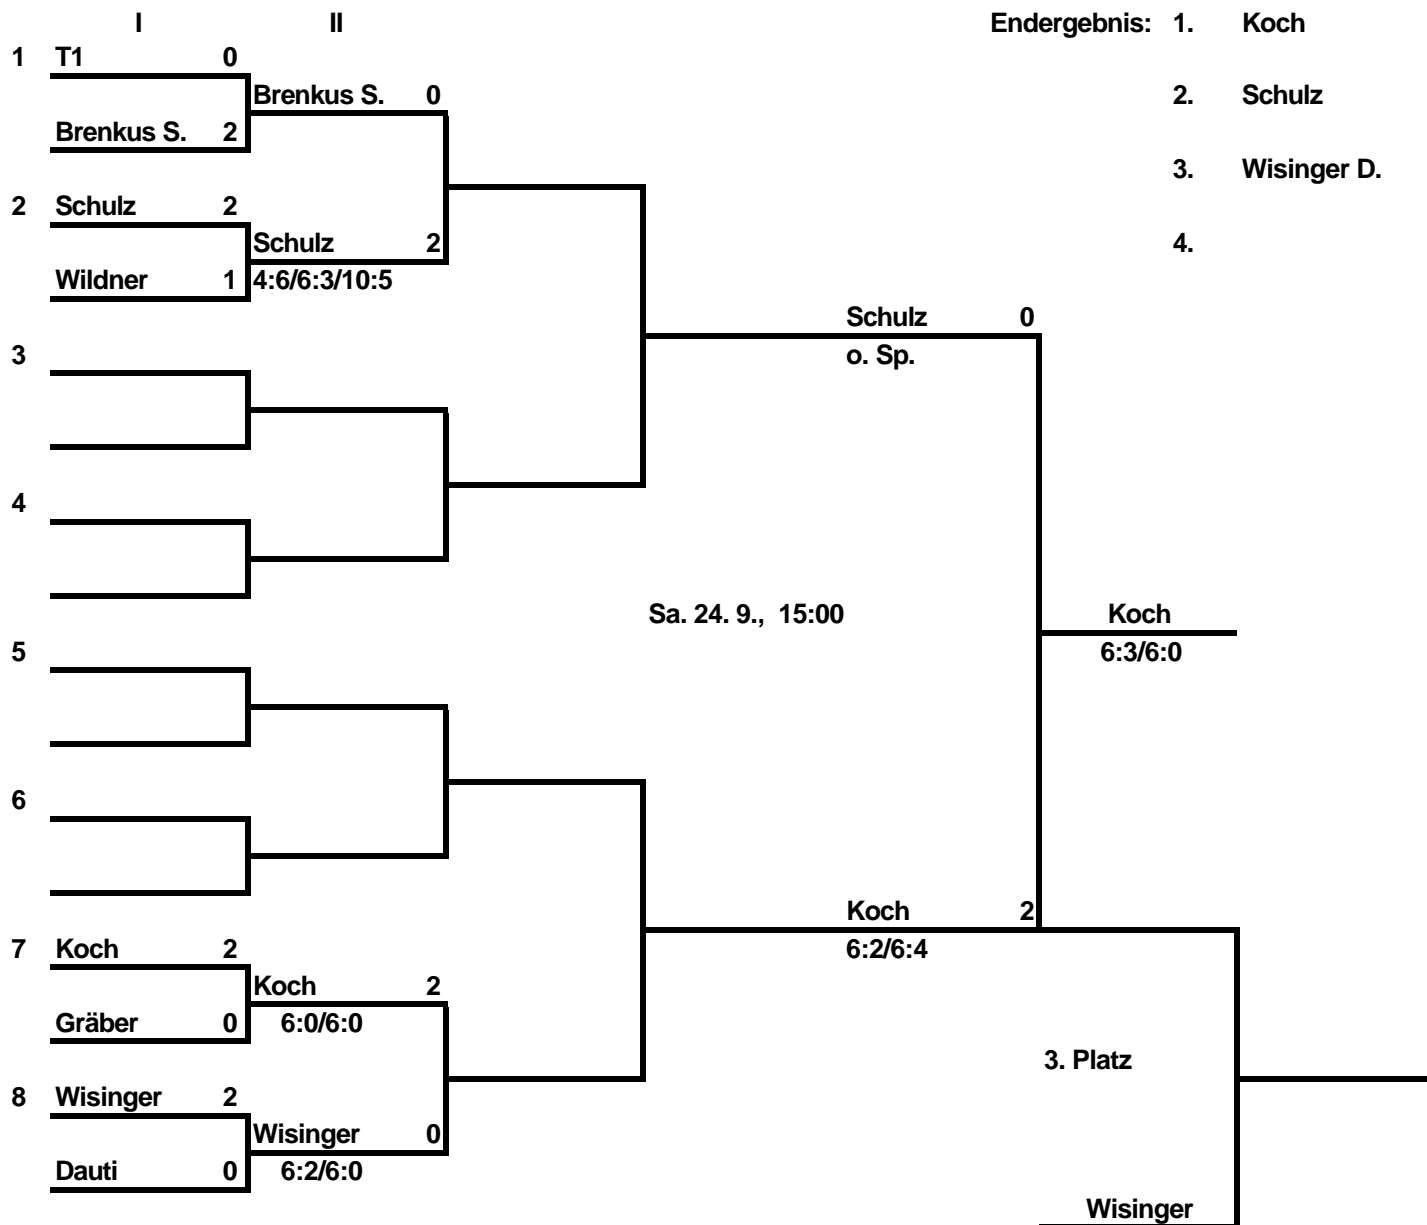 I II Endergebnis: 1. Koch
1 T1 0
Brenkus S. 0 2. Schulz
Brenkus S. 2
3. Wisinger D.
2 Schulz 2
Schulz 2 4.
Wildner 1 4:6/6:3/10:5
Schulz 0
3 o. Sp.
4
Sa. 24. 9., 15:00 Koch
5 6:3/6:0
6
Koch 2
7 Koch 2 6:2/6:4
Koch 2
Gräber 0 6:0/6:0
3. Platz
8 Wisinger 2
Wisinger 0
Dauti 0 6:2/6:0
Wisinger